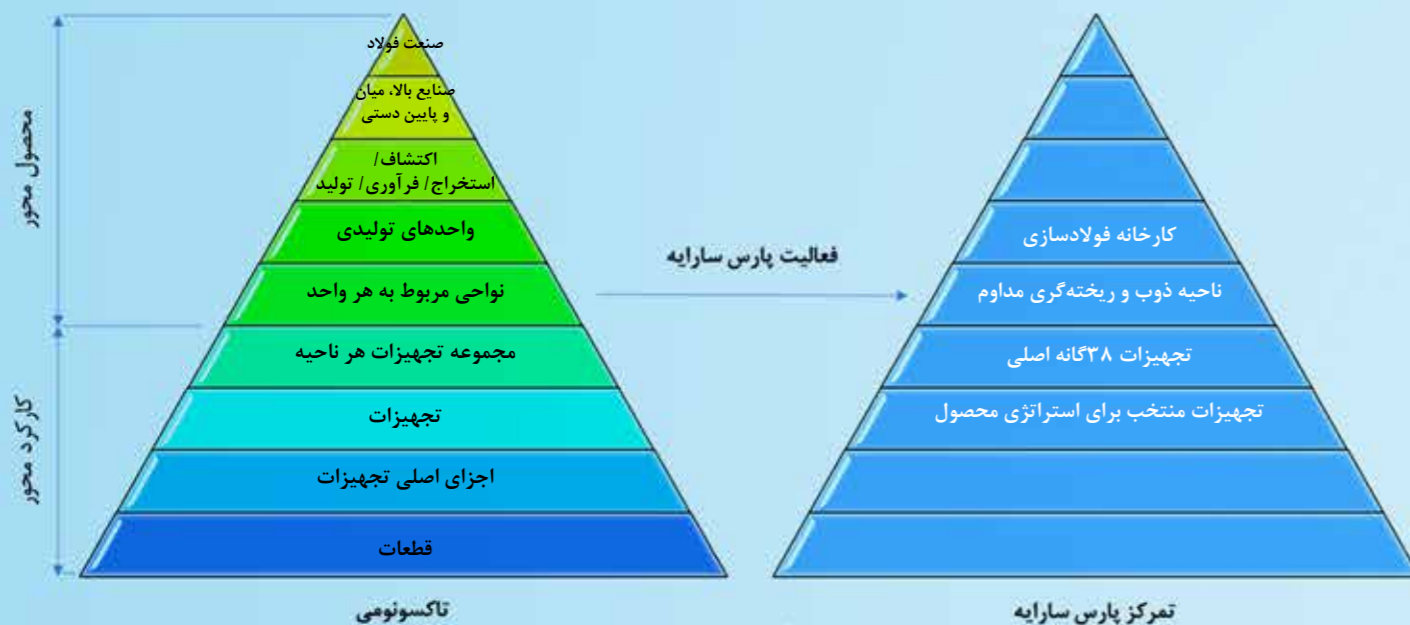 صنعت فولاد
صنایع بالا، میان
و پایین دستی
اکتشاف/
استخراج/ فرآوری/ تولید
واحدهای تولیدی
نواحی مربوط به هر واحد
مجموعه تجهیزات هر ناحیه
تجهیزات
اجزای اصلی تجهیزات
قطعات
تاکسونومی
محصول محور
کارکرد محور
فعالیت پارس سارایه
کارخانه فولادسازی
ناحیه ذوب و ریخته‌گری مداوم
تجهیزات ۳۸گانه اصلی
تجهیزات منتخب برای استراتژی محصول
تمرکز پارس سارایه